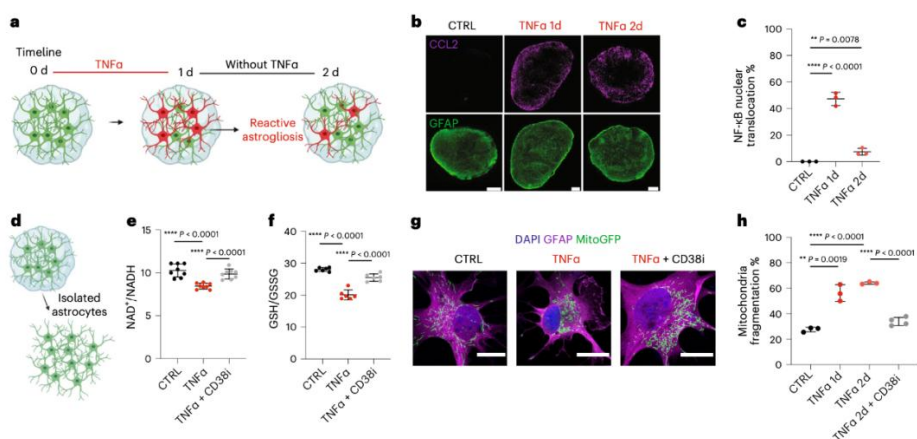 a
Timeline
0 d
TNFα
1 d
Without TNFα
2 d
Reactive
astrogliosis
b
CTRL
TNFα 1d
TNFα 2d
CCL2
GFAP
c
** P = 0.0078
**** P < 0.0001
NF-κB nuclear
translocation %
80
60
40
20
0
CTRL
TNFα 1d
TNFα 2d
d
Isolated
astrocytes
e
**** P < 0.0001
**** P < 0.0001
NAD⁺/NADH
15
10
5
0
CTRL
TNFα
TNFα + CD38i
f
**** P < 0.0001
**** P < 0.0001
GSH/GSSG
40
30
20
10
0
CTRL
TNFα
TNFα + CD38i
g
DAPI GFAP MitoGFP
CTRL
TNFα
TNFα + CD38i
h
**** P < 0.0001
** P = 0.0019
**** P < 0.0001
Mitochondria
fragmentation %
100
80
60
40
20
0
CTRL
TNFα 1d
TNFα 2d
TNFα 2d + CD38i